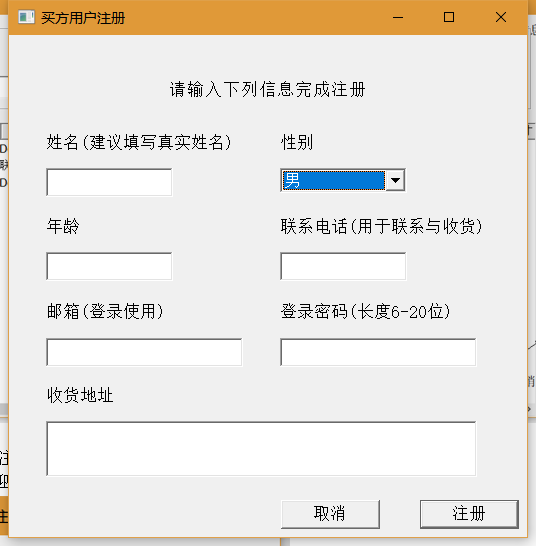 买方用户注册
请输入下列信息完成注册
姓名(建议填写真实姓名) 性别
男
年龄 联系电话(用于联系与收货)
邮箱(登录使用) 登录密码(长度6-20位)
收货地址
取消 注册